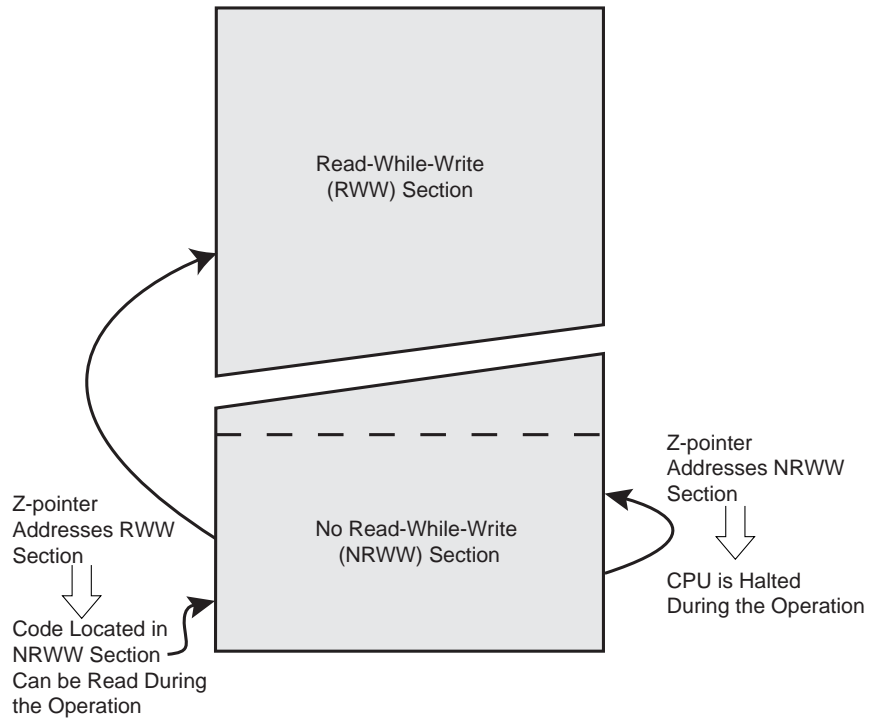 Read-While-Write
(RWW) Section
Z-pointer
Addresses RWW
Section
Code Located in
NRWW Section
Can be Read During
the Operation
No Read-While-Write
(NRWW) Section
Z-pointer
Addresses NRWW
Section
CPU is Halted
During the Operation